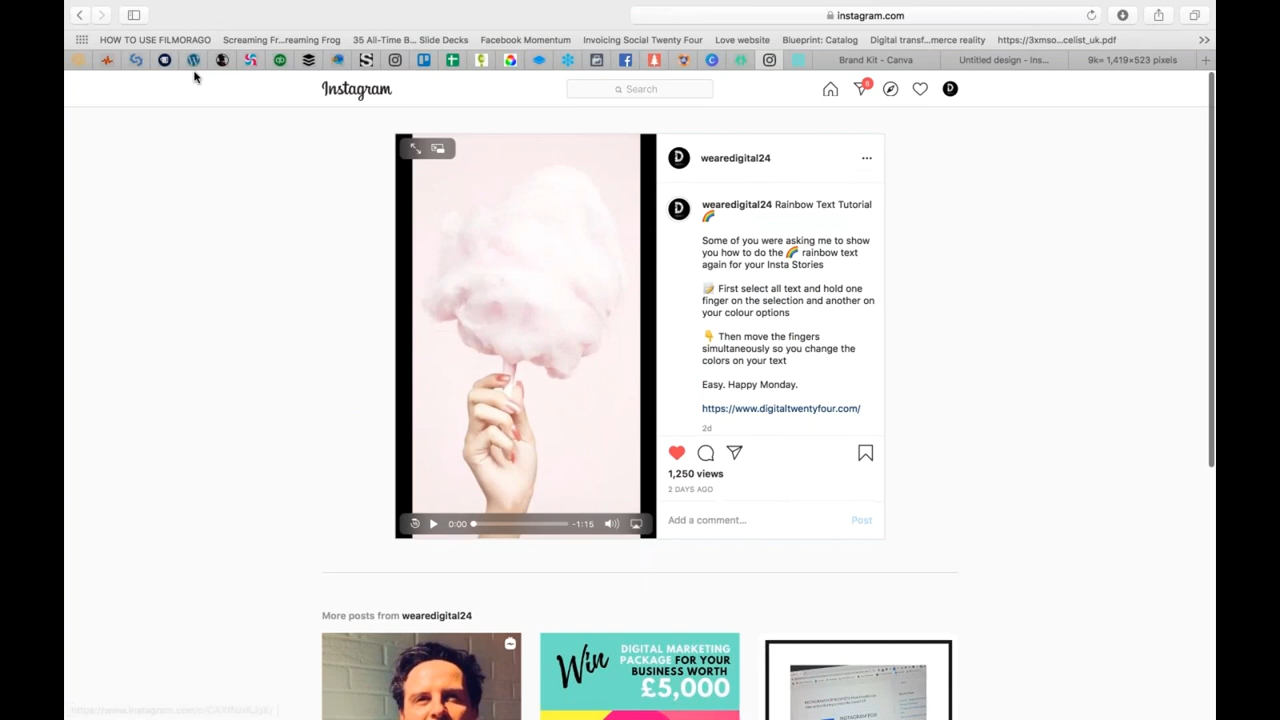 instagram.com
HOW TO USE FILMORAGO Screaming Fr...reaming Frog 35 All-Time B... Slide Decks Facebook Momentum Invoicing Social Twenty Four Love website Blueprint: Catalog Digital transf...merce reality https://3xmso...celist_uk.pdf
Brand Kit - Canva Untitled design - Ins... 9k= 1,419×523 pixels
Instagram
Search
wearedigital24
wearedigital24 Rainbow Text Tutorial
🌈
Some of you were asking me to show
you how to do the 🌈 rainbow text
again for your Insta Stories
📝 First select all text and hold one
finger on the selection and another on
your colour options
👇 Then move the fingers
simultaneously so you change the
colors on your text
Easy. Happy Monday.
https://www.digitaltwentyfour.com/
2d
1,250 views
2 DAYS AGO
0:00 -1:15
Add a comment... Post
More posts from wearedigital24
Win DIGITAL MARKETING
PACKAGE FOR YOUR
BUSINESS WORTH
£5,000